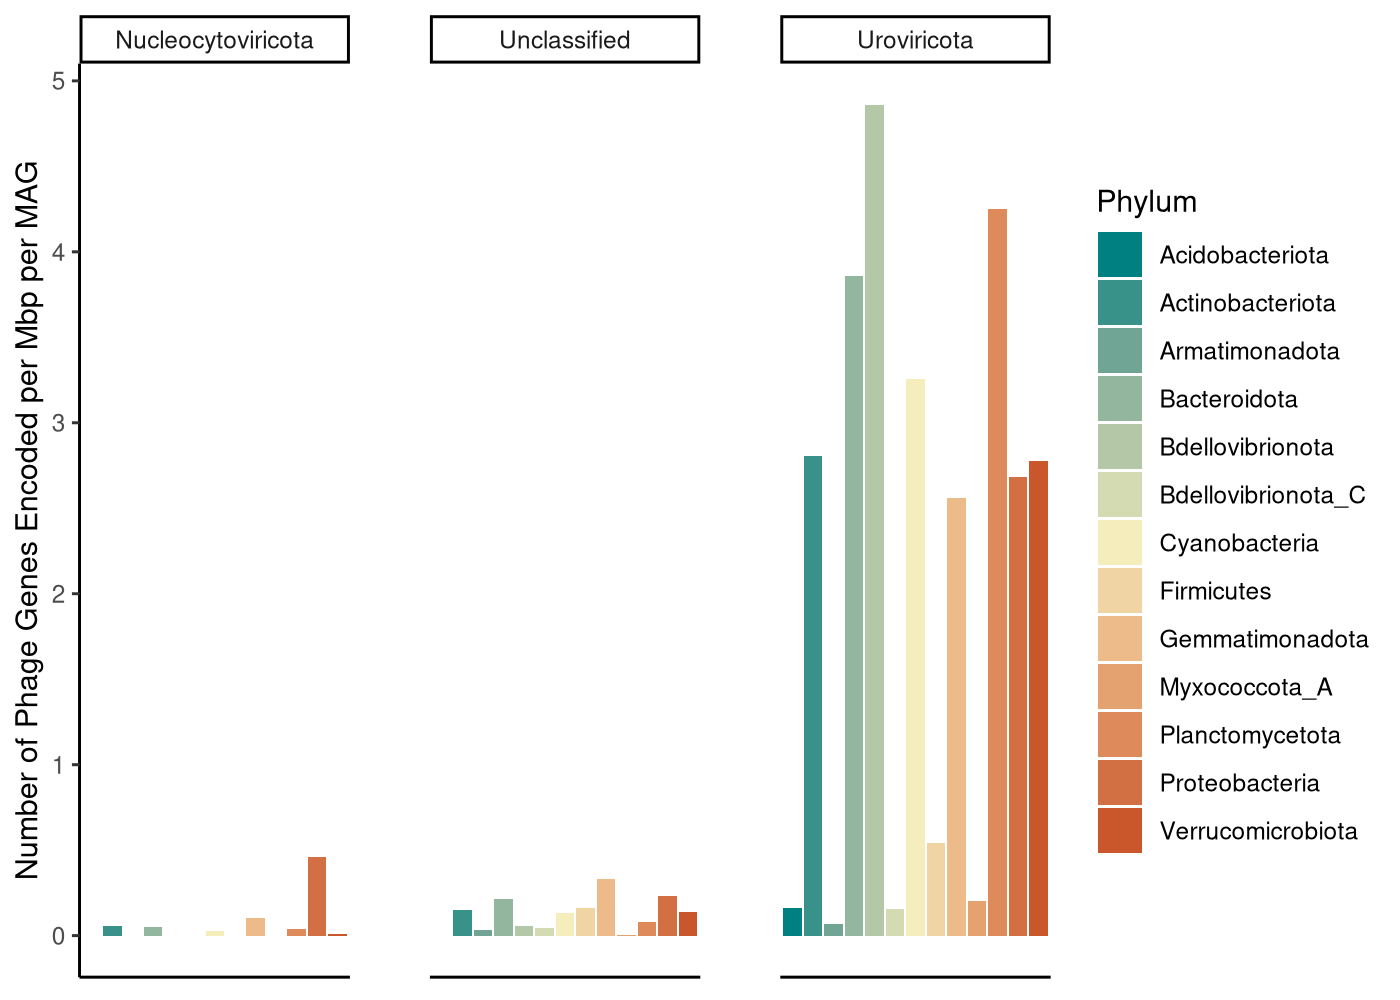 Nucleocytoviricota
Unclassified
Uroviricota
Number of Phage Genes Encoded per Mbp per MAG
5
4
3
2
1
0
Phylum
Acidobacteriota
Actinobacteriota
Armatimonadota
Bacteroidota
Bdellovibrionota
Bdellovibrionota_C
Cyanobacteria
Firmicutes
Gemmatimonadota
Myxococcota_A
Planctomycetota
Proteobacteria
Verrucomicrobiota